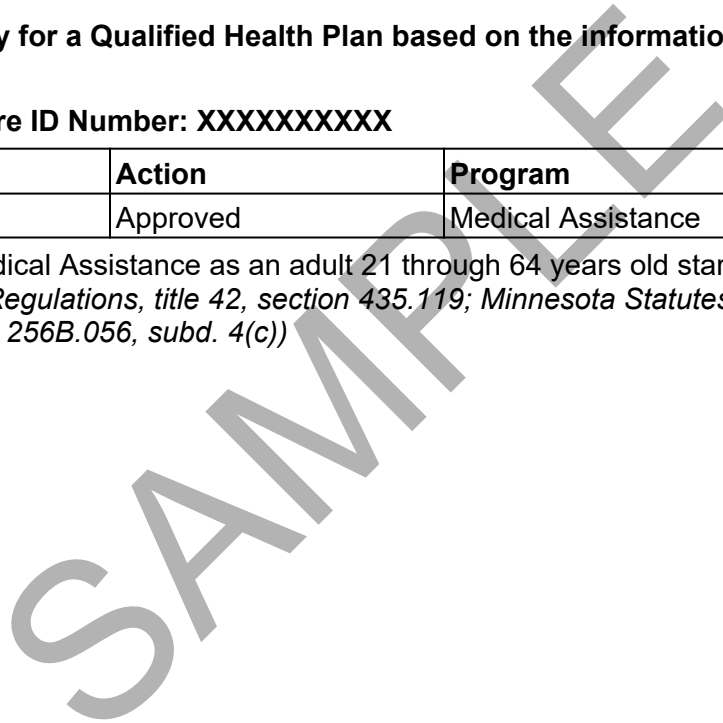 y for a Qualified Health Plan based on the informatio
re ID Number: XXXXXXXXXX
Action Program
Approved Medical Assistance
dical Assistance as an adult 21 through 64 years old star
Regulations, title 42, section 435.119; Minnesota Statutes
256B.056, subd. 4(c))
SAMPLE